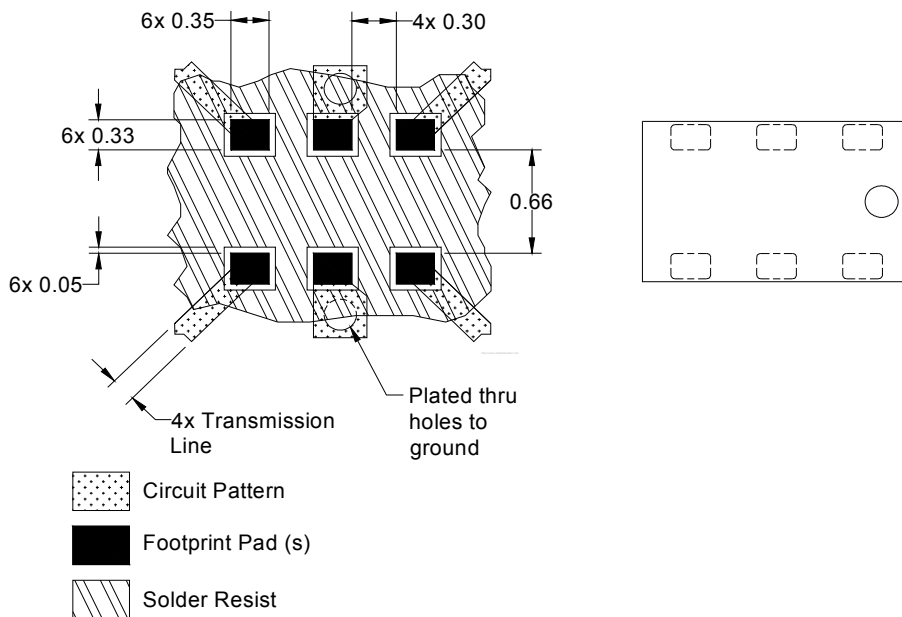 6x 0.35
4x 0.30
6x 0.33
0.66
6x 0.05
4x Transmission
Line
Plated thru
holes to
ground
Circuit Pattern
Footprint Pad (s)
Solder Resist